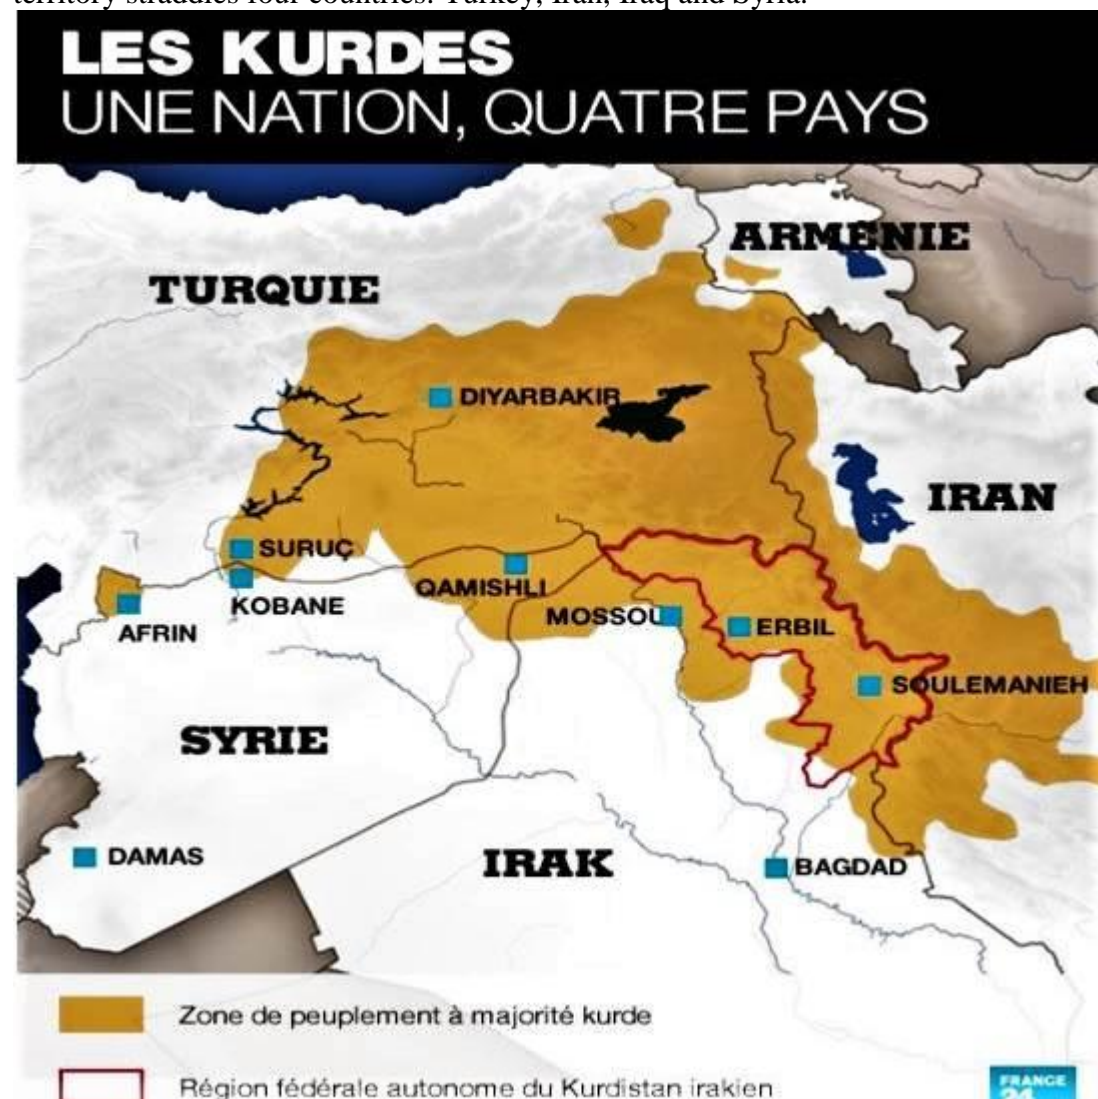 territory straddles four countries: Turkey, Iran, Iraq and Syria.
LES KURDES
UNE NATION, QUATRE PAYS
ARMÉNIE
TURQUIE
DIYARBAKIR
IRAN
SURUÇ
QAMISHLI
KOBANE
MOSSOUL
AFRIN
ERBIL
SOULEMANIEH
SYRIE
DAMAS
IRAK
BAGDAD
Zone de peuplement à majorité kurde
Région fédérale autonome du Kurdistan irakien
FRANCE
24